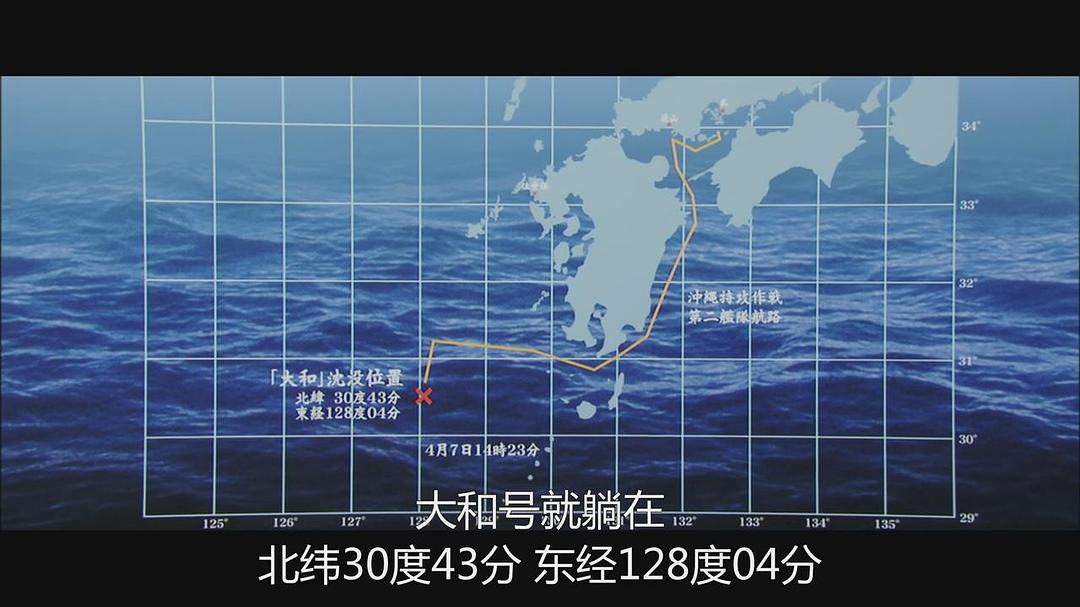 34°
33°
沖縄特攻作戦
第二艦隊航路
32°
31°
「大和」沈没位置
北緯 30度43分
東経128度04分
30°
4月7日14時23分
大和号就躺在
125° 126° 127° 132° 133° 134° 135°
29°
北纬30度43分 东经128度04分